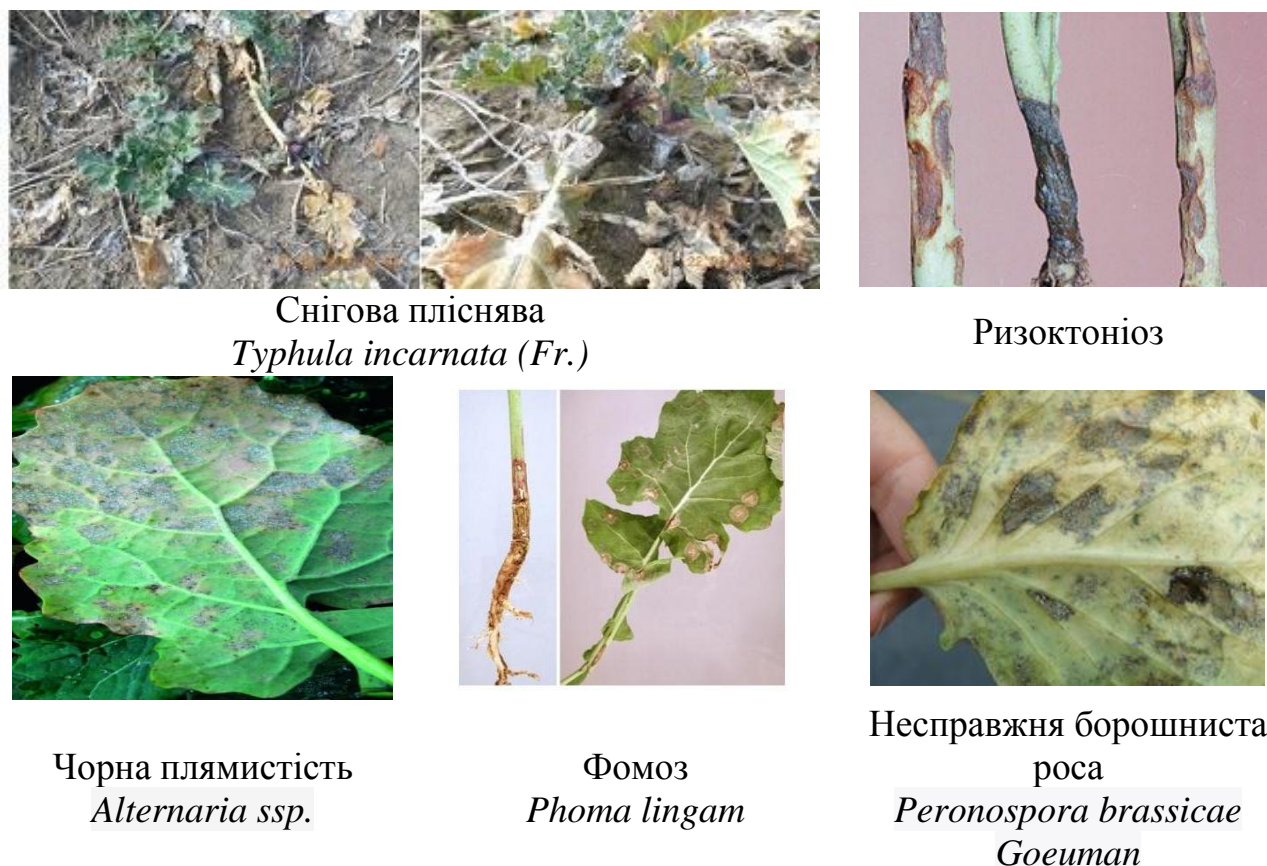 Снігова пліснява
Typhula incarnata (Fr.)
Ризоктоніоз
Чорна плямистість
Alternaria ssp.
Фомоз
Phoma lingam
Несправжня борошниста
роса
Peronospora brassicae
Goeuman